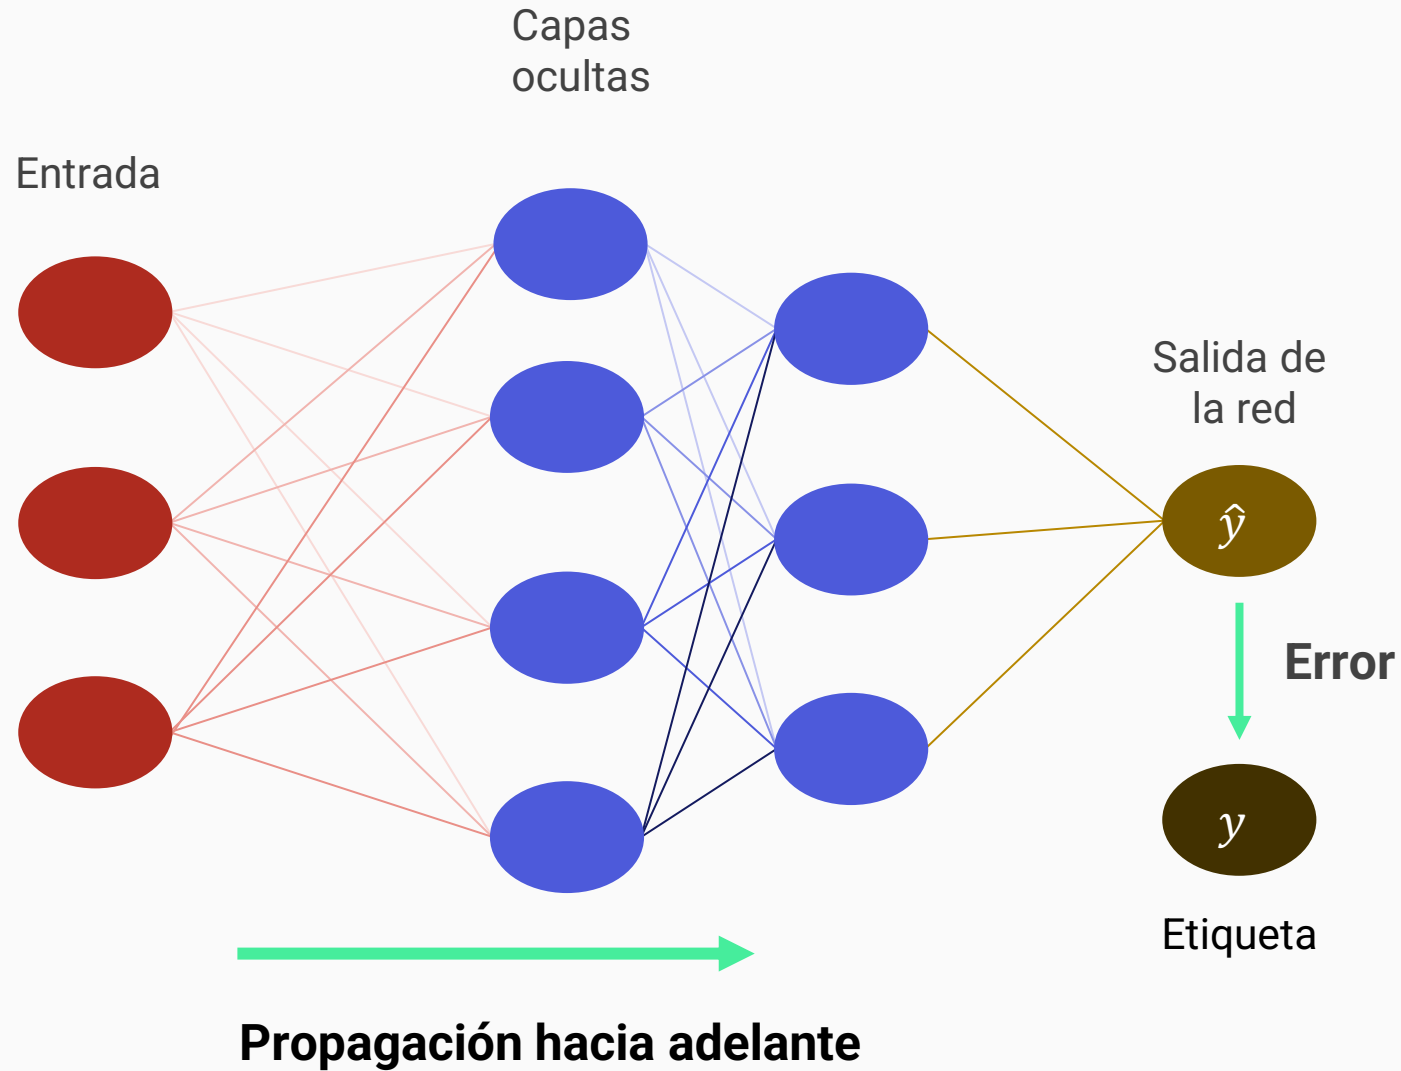 Capas
ocultas
Entrada
Salida de
la red
ŷ
Error
y
Etiqueta
Propagación hacia adelante